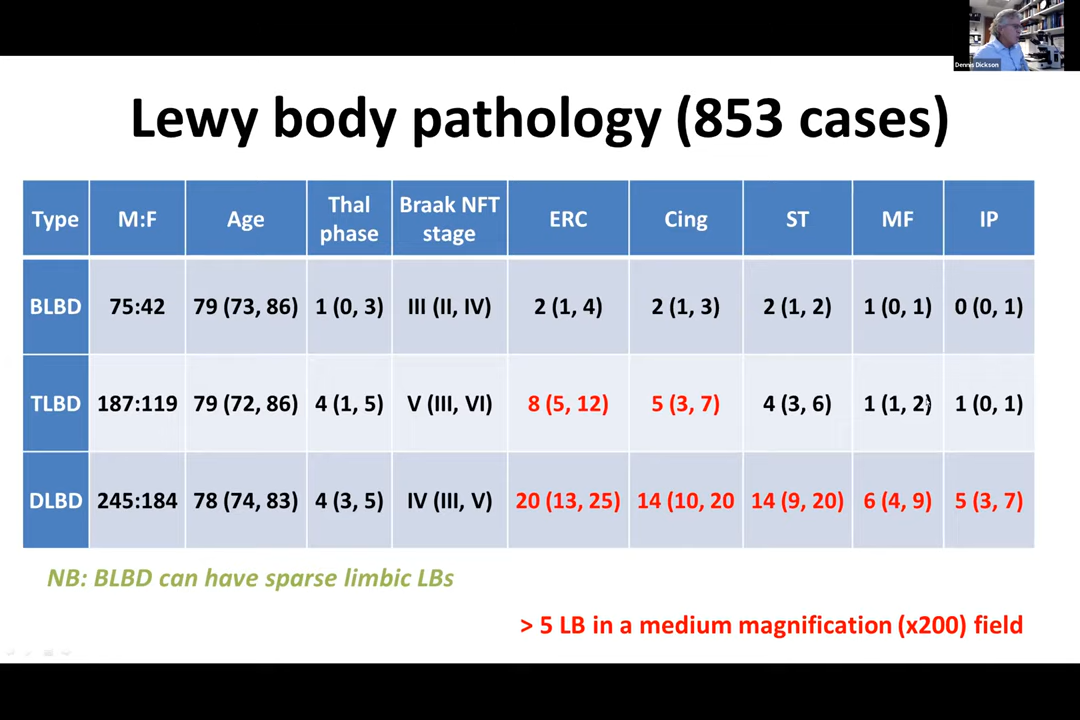 Dennis Dickson
Lewy body pathology (853 cases)
Type M:F Age Thal phase Braak NFT stage ERC Cing ST MF IP
BLBD 75:42 79 (73, 86) 1 (0, 3) III (II, IV) 2 (1, 4) 2 (1, 3) 2 (1, 2) 1 (0, 1) 0 (0, 1)
TLBD 187:119 79 (72, 86) 4 (1, 5) V (III, VI) 8 (5, 12) 5 (3, 7) 4 (3, 6) 1 (1, 2) 1 (0, 1)
DLBD 245:184 78 (74, 83) 4 (3, 5) IV (III, V) 20 (13, 25) 14 (10, 20 14 (9, 20) 6 (4, 9) 5 (3, 7)
NB: BLBD can have sparse limbic LBs
> 5 LB in a medium magnification (x200) field